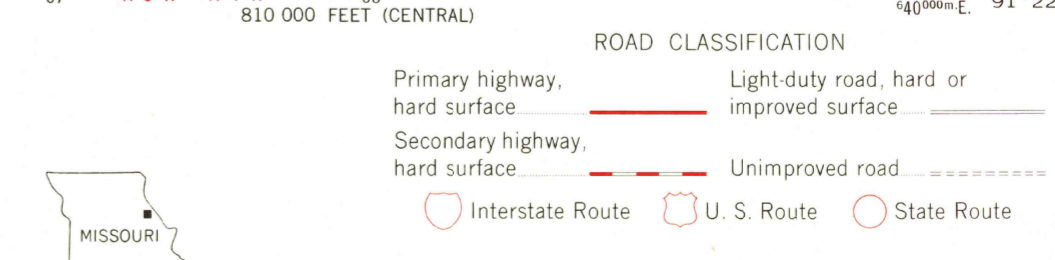 810 000 FEET (CENTRAL)
640000m.E. 91°22
ROAD CLASSIFICATION
Primary highway,
hard surface
Light-duty road, hard or
improved surface
Secondary highway,
hard surface
Unimproved road
Interstate Route
U. S. Route
State Route
MISSOURI